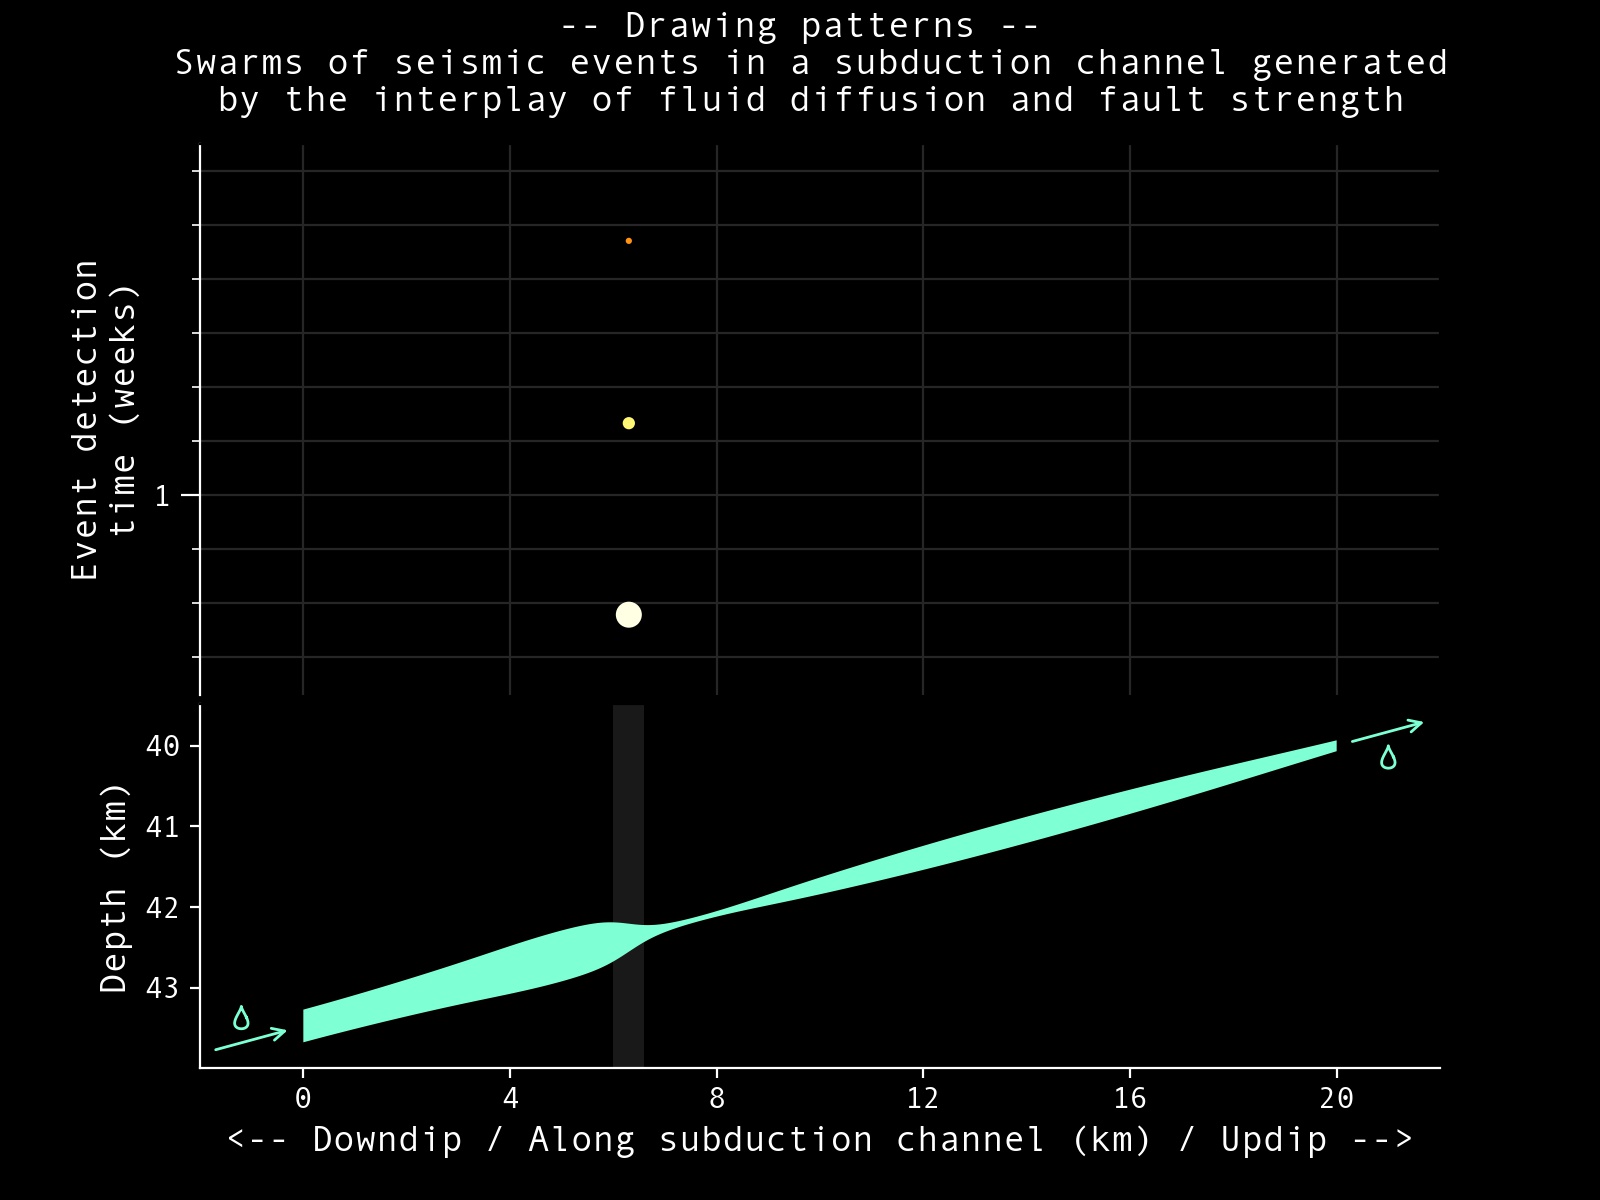 -- Drawing patterns --
Swarms of seismic events in a subduction channel generated
by the interplay of fluid diffusion and fault strength
Event detection
time (weeks)
1
Depth (km)
40
41
42
43
0 4 8 12 16 20
<-- Downdip / Along subduction channel (km) / Updip -->